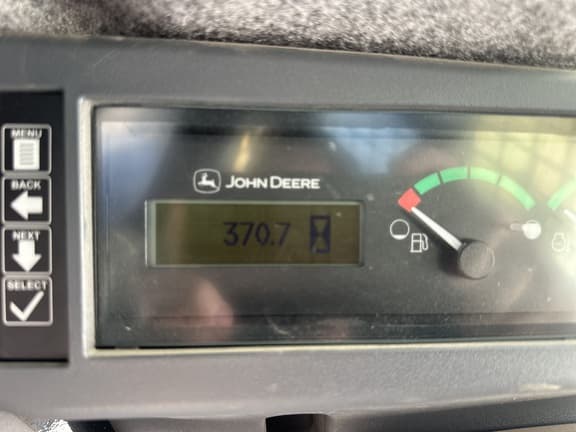 MENU
BACK
NEXT
SELECT
JOHN DEERE
370.7